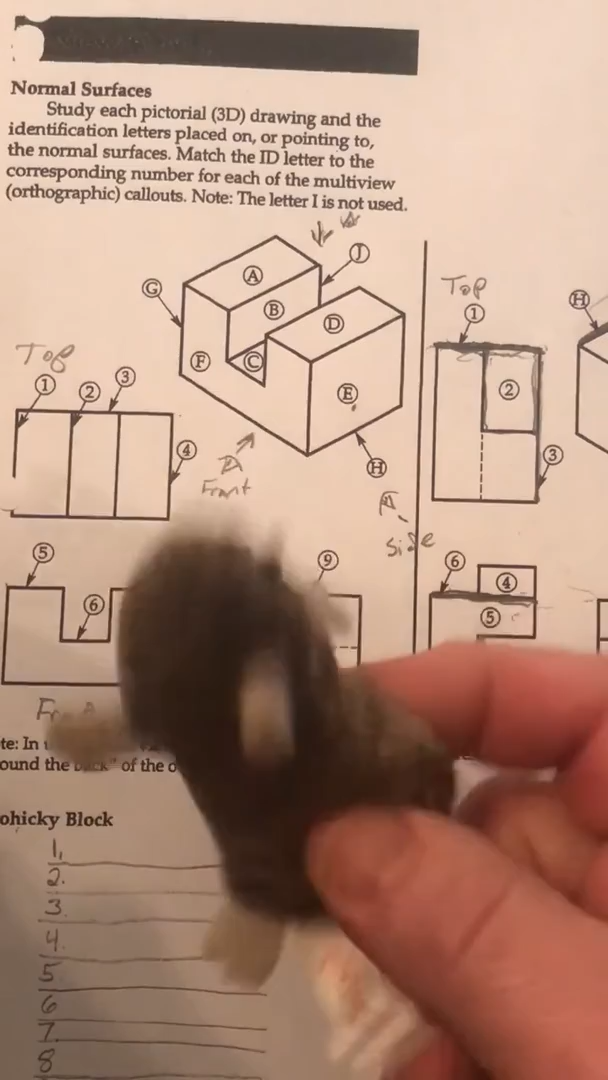 Normal Surfaces
Study each pictorial (3D) drawing and the
identification letters placed on, or pointing to,
the normal surfaces. Match the ID letter to the
corresponding number for each of the multiview
(orthographic) callouts. Note: The letter I is not used.
A
J
G
B
D
F
C
E
H
Front
Side
Top
1
2
3
4
5
6
9
Top
1
2
3
6
4
5
H
te: In
ound the of the
ohicky Block
1.
2.
3.
4.
5
6
7.
8